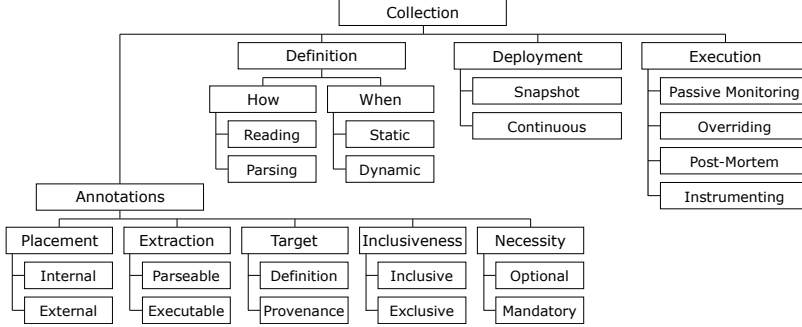 Collection
Definition
Deployment
Execution
How
When
Snapshot
Passive Monitoring
Reading
Static
Continuous
Overriding
Parsing
Dynamic
Post-Mortem
Annotations
Instrumenting
Placement
Extraction
Target
Inclusiveness
Necessity
Internal
Parseable
Definition
Inclusive
Optional
External
Executable
Provenance
Exclusive
Mandatory